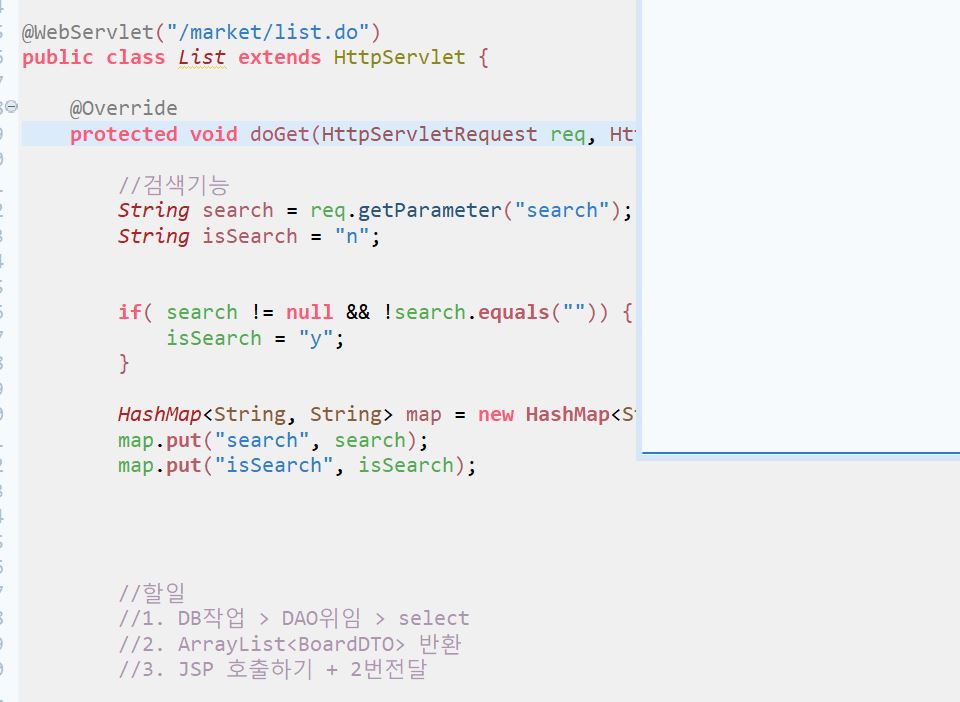 @WebServlet("/market/list.do")
public class List extends HttpServlet {
@Override
protected void doGet(HttpServletRequest req,
//검색기능
String search = req.getParameter("search");
String isSearch = "n";
if( search != null && !search.equals("")) {
isSearch = "y";
}
HashMap<String, String> map = new HashMap<
map.put("search", search);
map.put("isSearch", isSearch);
//할일
//1. DB작업 > DAO위임 > select
//2. ArrayList<BoardDTO> 반환
//3. JSP 호출하기 + 2번전달